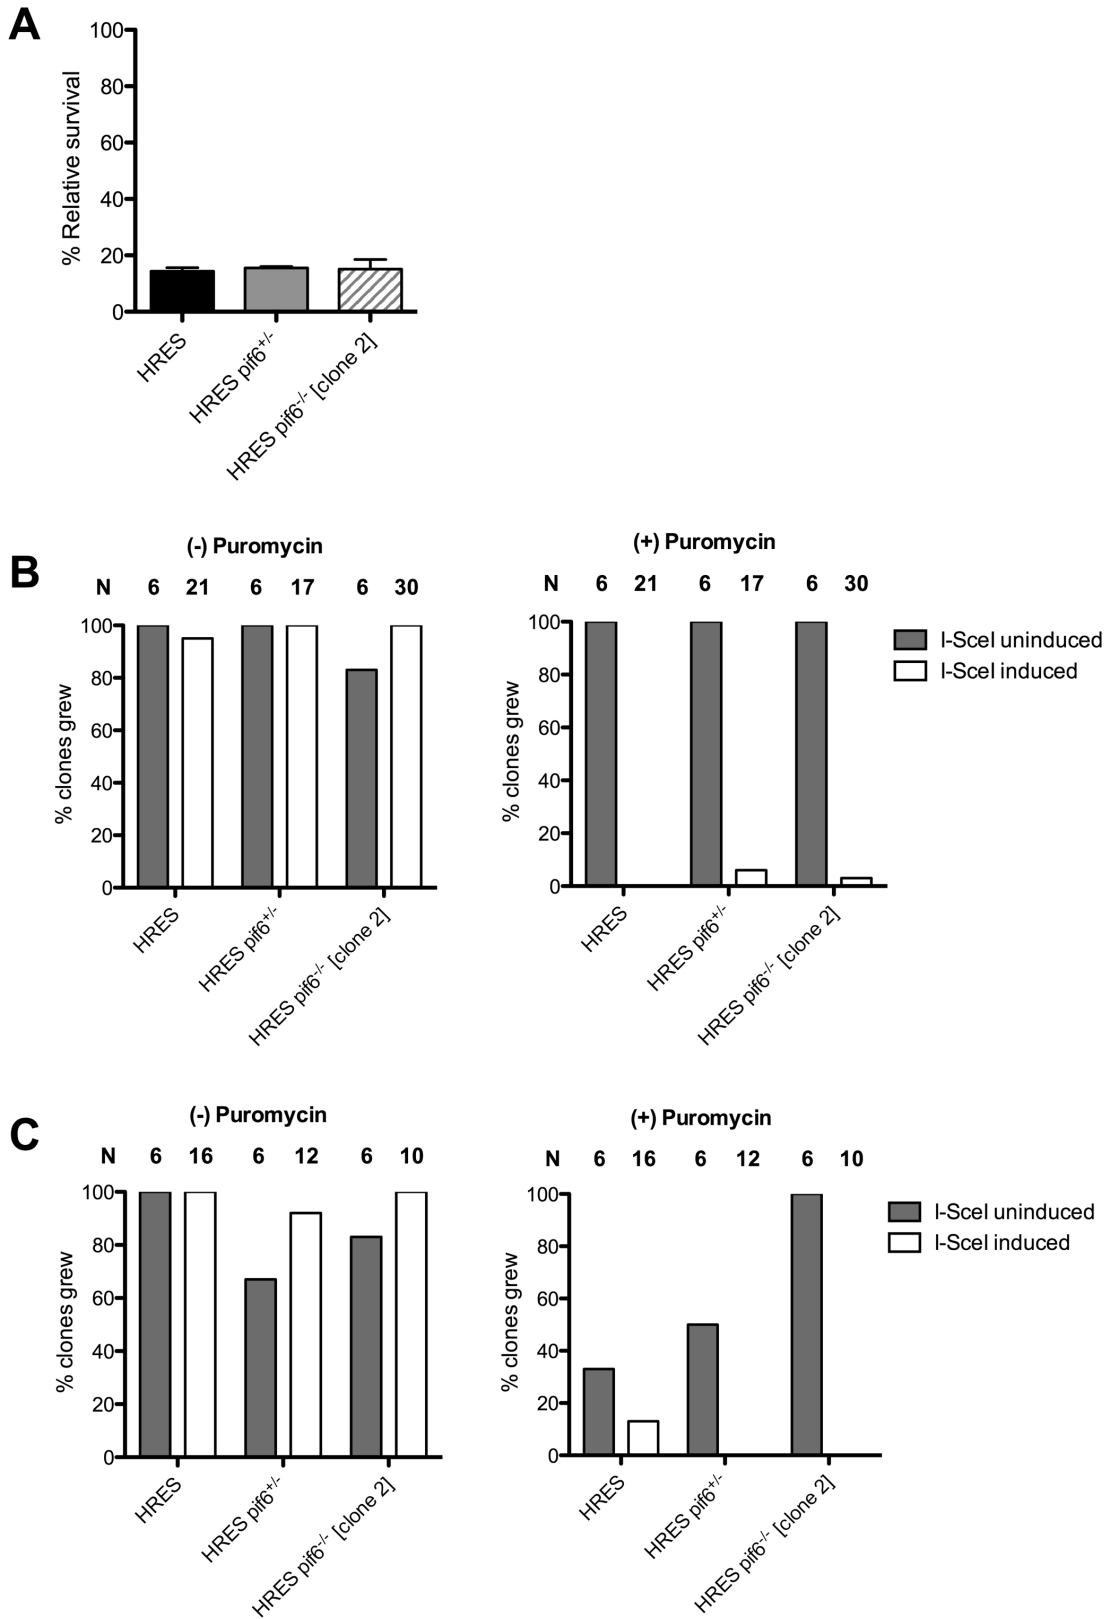 A
% Relative survival
100
80
60
40
20
0
HRES
HRES pif6+/-
HRES pif6-/- [clone 2]
B
(-) Puromycin
N 6 21 6 17 6 30
% clones grew
100
80
60
40
20
0
HRES
HRES pif6+/-
HRES pif6-/- [clone 2]
(+) Puromycin
N 6 21 6 17 6 30
% clones grew
100
80
60
40
20
0
HRES
HRES pif6+/-
HRES pif6-/- [clone 2]
I-SceI uninduced
I-SceI induced
C
(-) Puromycin
N 6 16 6 12 6 10
% clones grew
100
80
60
40
20
0
HRES
HRES pif6+/-
HRES pif6-/- [clone 2]
(+) Puromycin
N 6 16 6 12 6 10
% clones grew
100
80
60
40
20
0
HRES
HRES pif6+/-
HRES pif6-/- [clone 2]
I-SceI uninduced
I-SceI induced